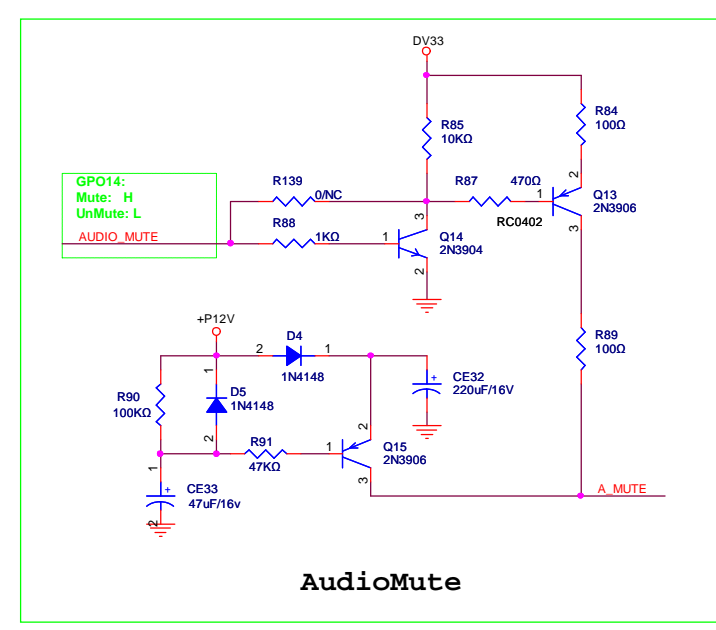 DV33
R84
100Ω
R85
10KΩ
GPO14:
Mute: H
UnMute: L
AUDIO_MUTE
R139
0/NC
R88
1KΩ
R87
470Ω
2
1
Q13
2N3906
RC0402
3
3
1
Q14
2N3904
2
+P12V
D4
2
1
1N4148
R89
100Ω
R90
100KΩ
1
D5
1N4148
2
CE32
220uF/16V
+
R91
47KΩ
2
1
Q15
2N3906
3
1
+
CE33
47uF/16v
2
A_MUTE
AudioMute